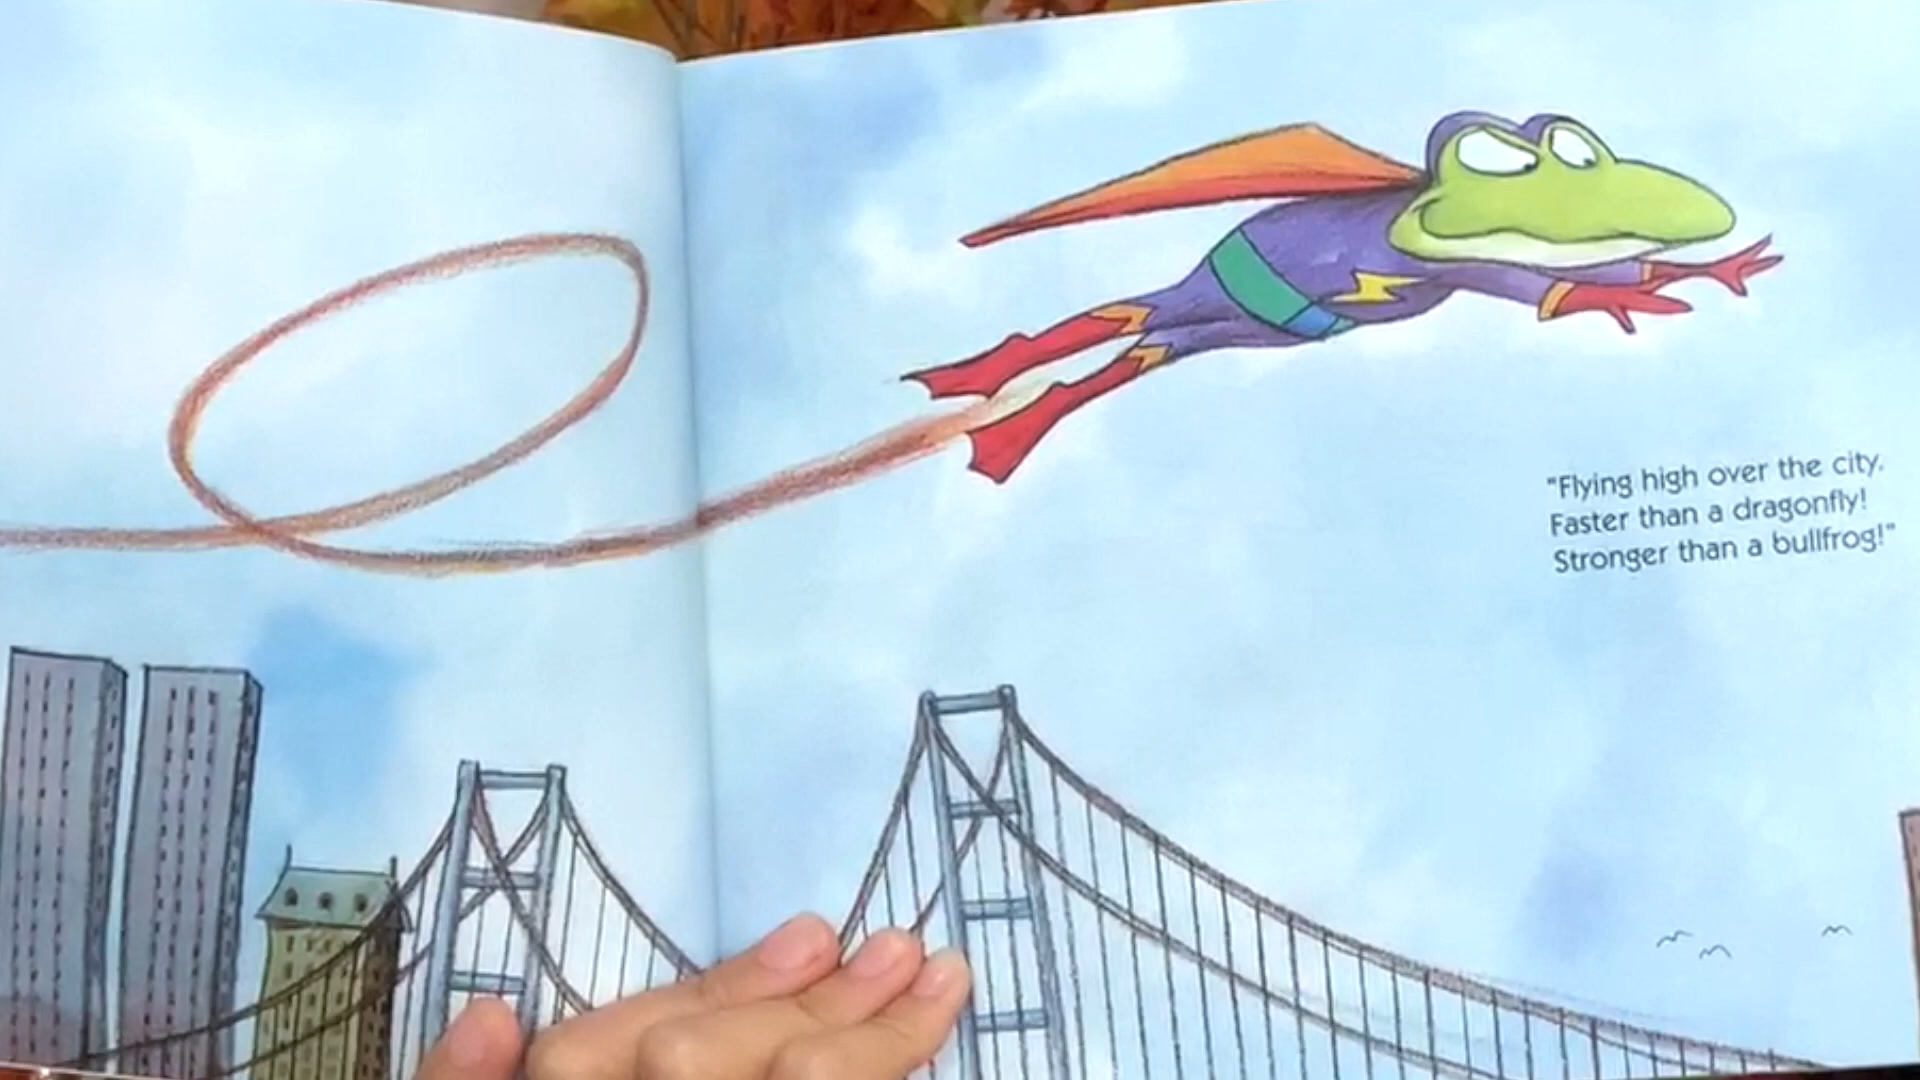 "Flying high over the city.
Faster than a dragonfly!
Stronger than a bullfrog!"